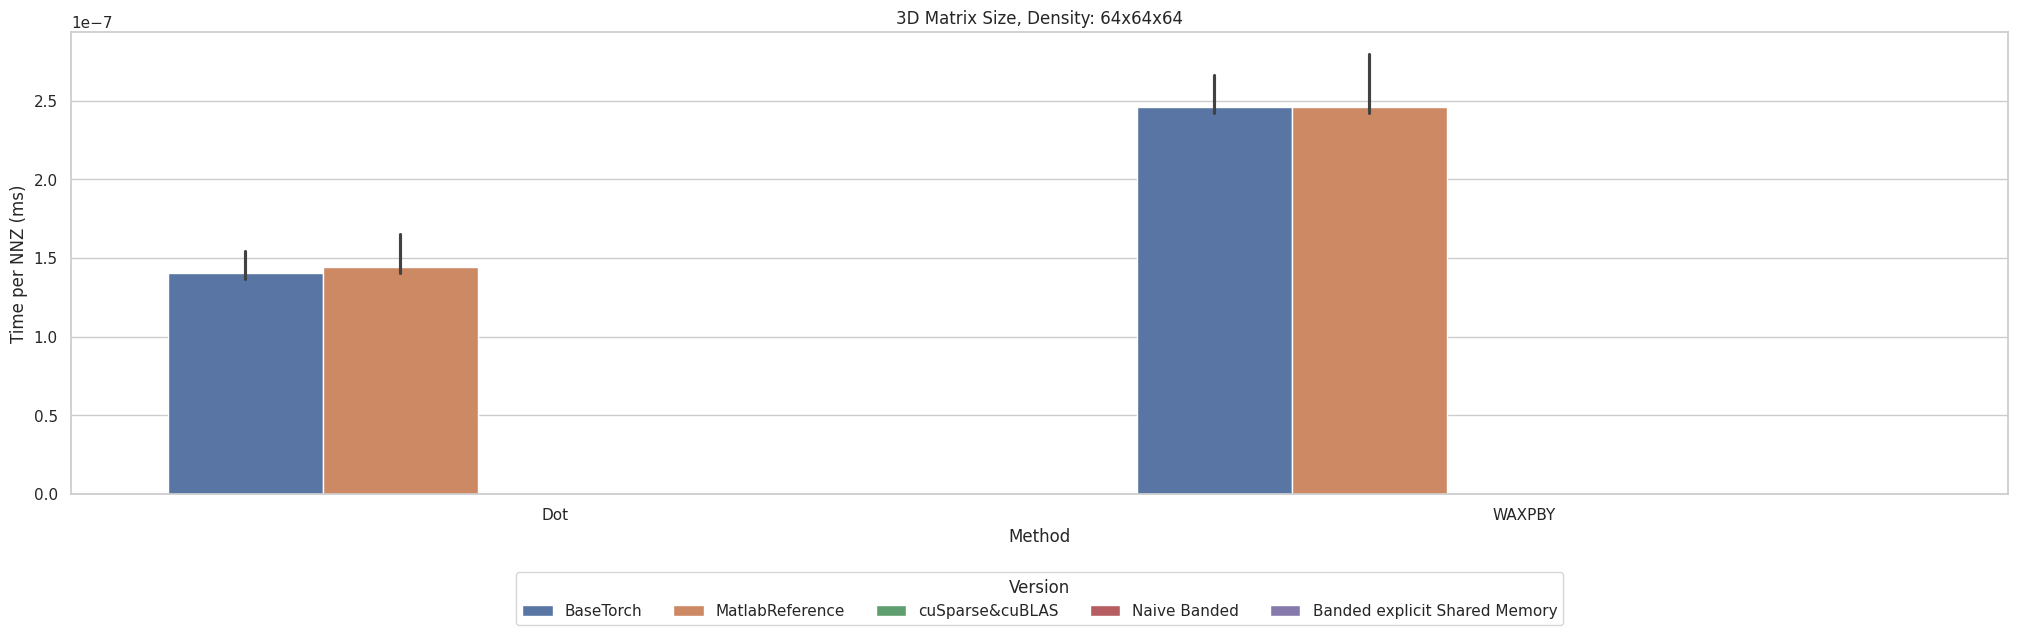 3D Matrix Size, Density: 64x64x64
1e−7
2.5
2.0
1.5
1.0
0.5
0.0
Time per NNZ (ms)
Dot WAXPBY
Method
Version
BaseTorch MatlabReference cuSparse&cuBLAS Naive Banded Banded explicit Shared Memory